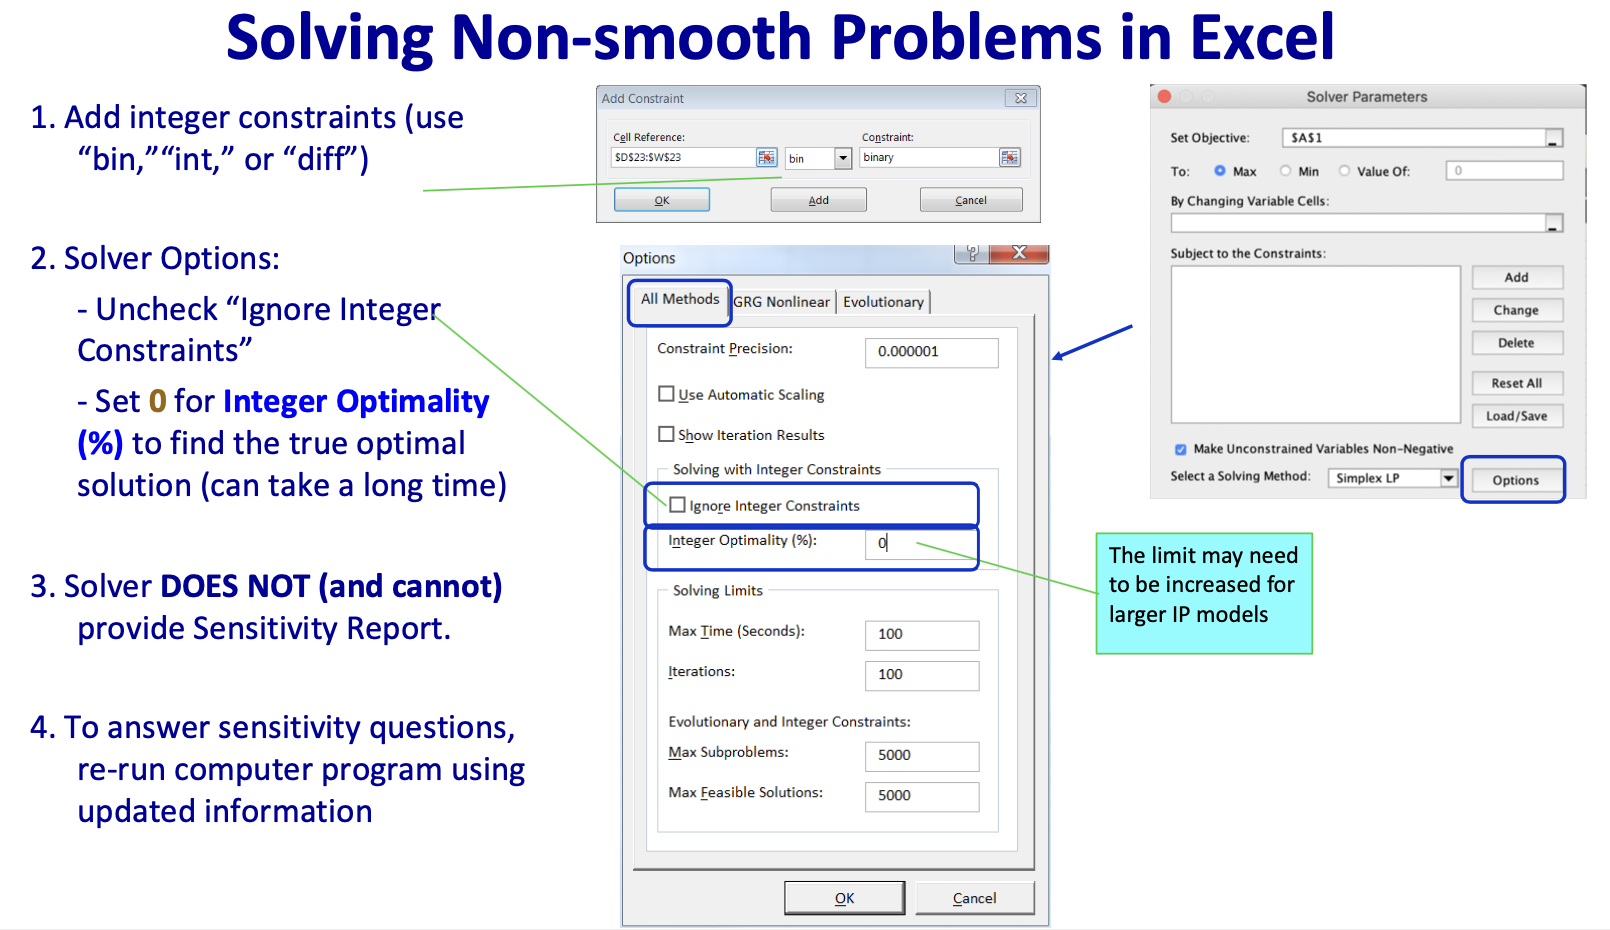 Solving Non-smooth Problems in Excel
1. Add integer constraints (use
“bin,”“int,” or “diff”)
2. Solver Options:
- Uncheck “Ignore Integer
Constraints”
- Set 0 for Integer Optimality
(%) to find the true optimal
solution (can take a long time)
3. Solver DOES NOT (and cannot)
provide Sensitivity Report.
4. To answer sensitivity questions,
re-run computer program using
updated information
Add Constraint
Cell Reference:
Constraint:
$D$23:$W$23
bin
binary
OK
Add
Cancel
Options
All Methods
GRG Nonlinear
Evolutionary
Constraint Precision:
0.000001
Use Automatic Scaling
Show Iteration Results
Solving with Integer Constraints
Ignore Integer Constraints
Integer Optimality (%):
0
Solving Limits
Max Time (Seconds):
100
Iterations:
100
Evolutionary and Integer Constraints:
Max Subproblems:
5000
Max Feasible Solutions:
5000
OK
Cancel
Solver Parameters
Set Objective:
$A$1
To:
Max
Min
Value Of:
0
By Changing Variable Cells:
Subject to the Constraints:
Add
Change
Delete
Reset All
Load/Save
Make Unconstrained Variables Non-Negative
Select a Solving Method:
Simplex LP
Options
The limit may need
to be increased for
larger IP models